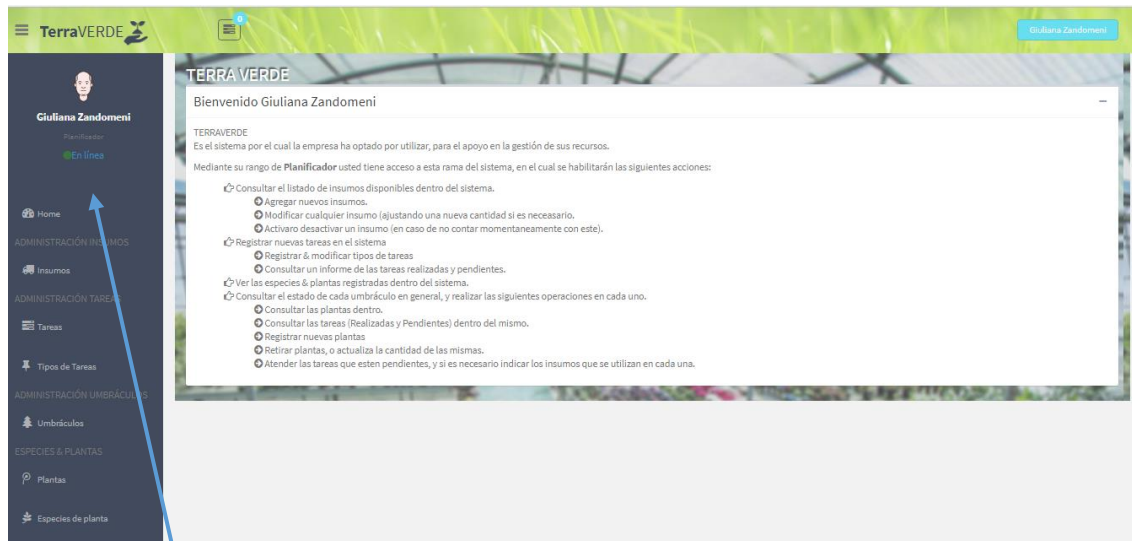 TerraVERDE
0
Giuliana Zandomeni
Giuliana Zandomeni
Planificador
En línea
Home
ADMINISTRACIÓN INSUMOS
Insumos
ADMINISTRACIÓN TAREAS
Tareas
Tipos de Tareas
ADMINISTRACIÓN UMBRÁCULOS
Umbráculos
ESPECIES & PLANTAS
Plantas
Especies de planta
TERRA VERDE
Bienvenido Giuliana Zandomeni
TERRAVERDE
Es el sistema por el cual la empresa ha optado por utilizar, para el apoyo en la gestión de sus recursos.
Mediante su rango de Planificador usted tiene acceso a esta rama del sistema, en el cual se habilitarán las siguientes acciones:
Consultar el listado de insumos disponibles dentro del sistema.
Agregar nuevos insumos.
Modificar cualquier insumo (ajustando una nueva cantidad si es neceasario.
Activaro desactivar un insumo (en caso de no contar momentaneamente con este).
Registrar nuevas tareas en el sistema
Registrar & modificar tipos de tareas
Consultar un informe de las tareas realizadas y pendientes.
Ver las especies & plantas registradas dentro del sistema.
Consultar el estado de cada umbráculo en general, y realizar las siguientes operaciones en cada uno.
Consultar las plantas dentro.
Consultar las tareas (Realizadas y Pendientes) dentro del mismo.
Registrar nuevas plantas
Retirar plantas, o actualiza la cantidad de las mismas.
Atender las tareas que esten pendientes, y si es necesario indicar los insumos que se utilizan en cada una.